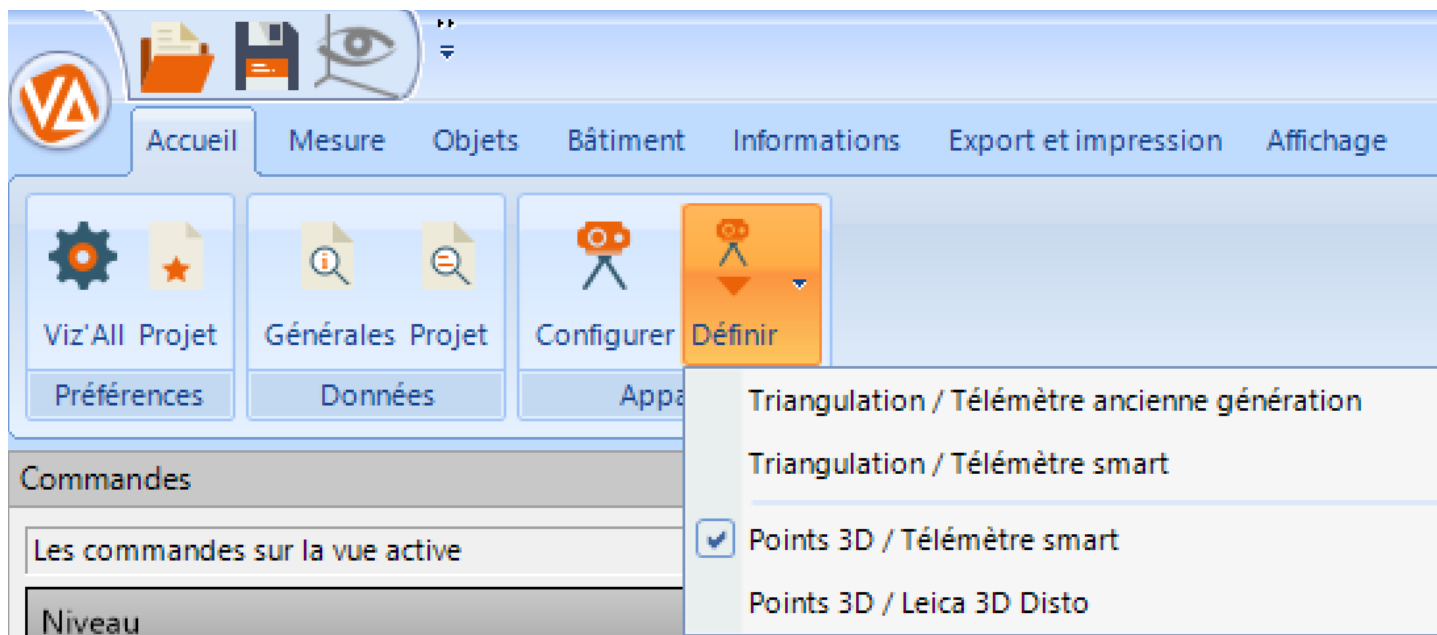 Accueil Mesure Objets Bâtiment Informations Export et impression Affichage
Viz'All Projet Générales Projet Configurer Définir
Préférences Données
Triangulation / Télémètre ancienne génération
Triangulation / Télémètre smart
Commandes
Les commandes sur la vue active
Points 3D / Télémètre smart
Points 3D / Leica 3D Disto
Niveau